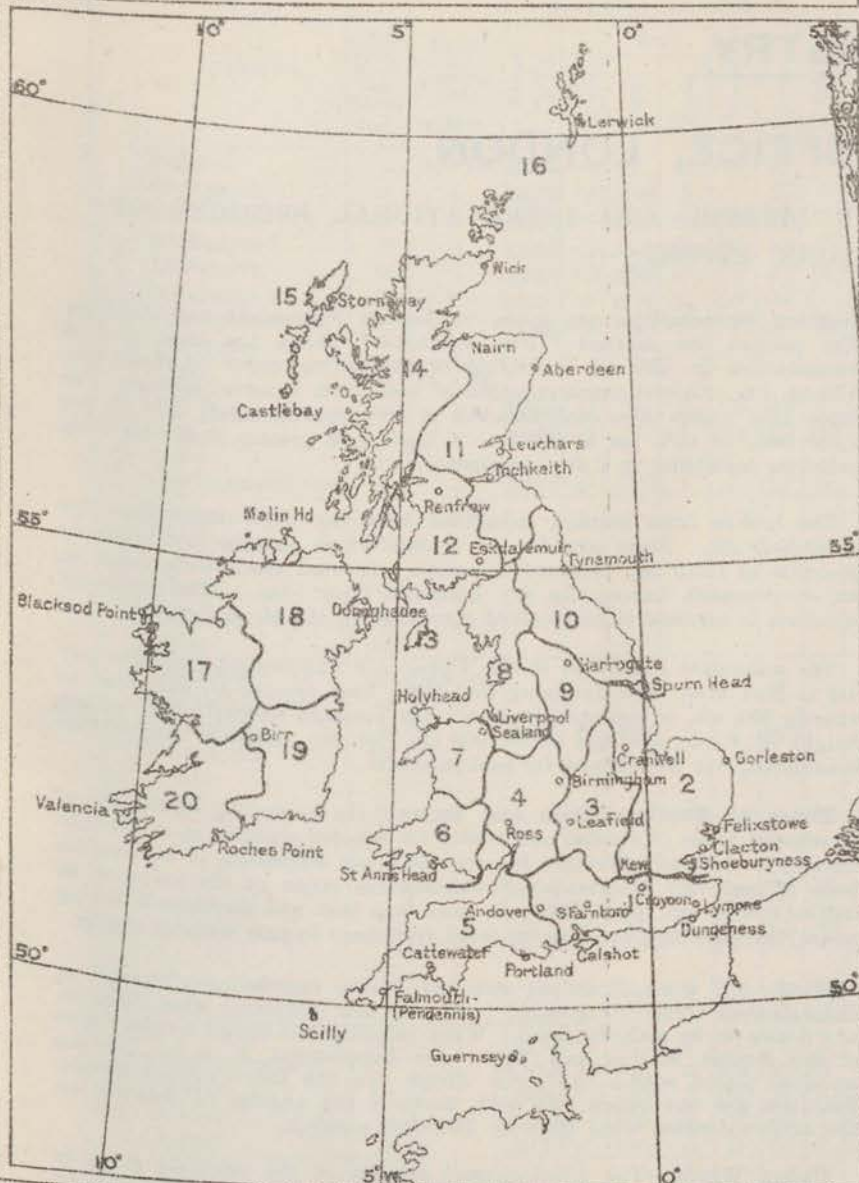 10°
5°
0°
5°
60°
Lerwick
16
Wick
15
Stornoway
Nairn
14
Aberdeen
Castlebay
Leuchars
11
Inchkeith
Renfrew
Malin Hd
55°
55°
12
Eskdalemuir
Tynemouth
Blacksod Point
18
Donaghadee
10
13
Harrogate
17
8
9
Spurn Head
Holyhead
Liverpool
Sealand
Birr
19
7
Cranwell
Gorleston
Birmingham
2
20
4
3
Valencia
Ross
Leafield
Felixstowe
6
Clacton
Roches Point
Kew
Shoeburyness
St Anns Head
1
Croydon
Andover
S. Farnboro
Lympne
5
Dungeness
Cattewater
Calshot
50°
Portland
50°
Falmouth-
(Pendennis)
Scilly
Guernsey
10°
5°W
0°